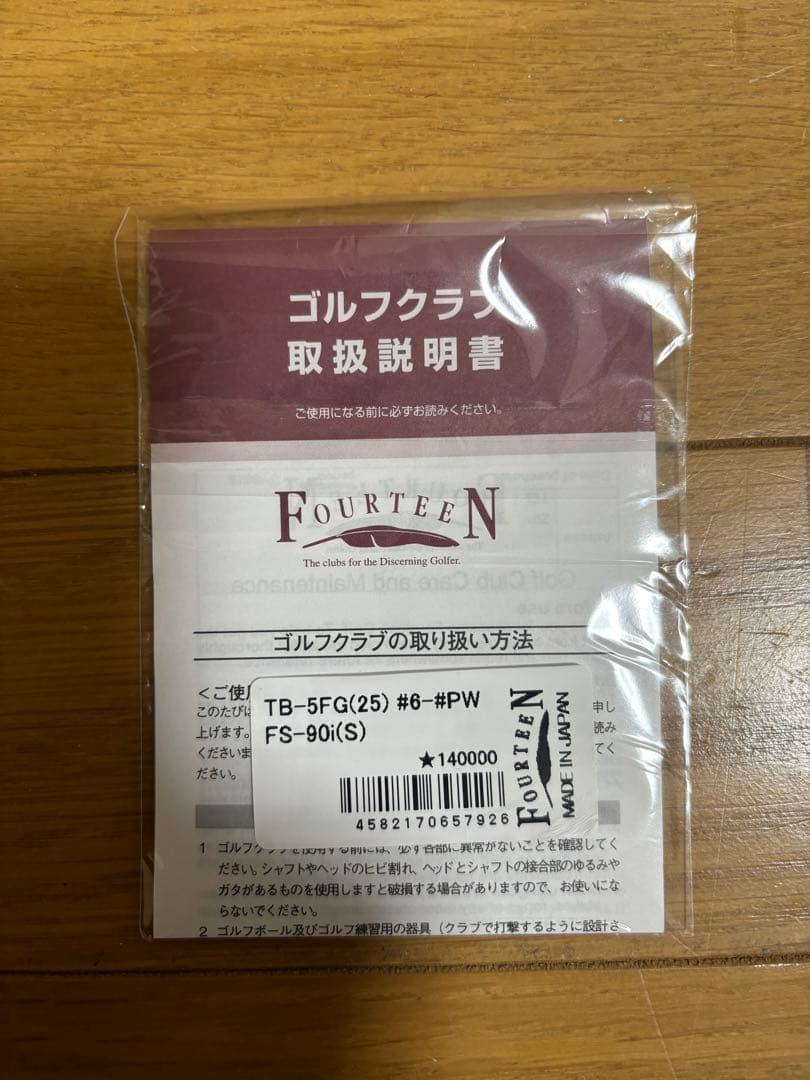 ゴルフクラブ
取扱説明書
ご使用になる前に必ずお読みください。
FOURTEEN
The clubs for the Discerning Golfer.
ゴルフクラブの取り扱い方法
<ご使用
このたびは
申し
上げます。
読み
くださいま
てく
ださい。
TB-5FG(25) #6-#PW
FS-90i(S)
★140000
4582170657926
FOURTEEN
MADE IN JAPAN
1 ゴルフクラブを使用する前には、必ず各部に異常がないことを確認してく
ださい。シャフトやヘッドのヒビ割れ、ヘッドとシャフトの接合部のゆるみや
ガタがあるものを使用しますと破損する場合がありますので、お使いにな
らないでください。
2 ゴルフボール及びゴルフ練習用の器具(クラブで打撃するように設計さ